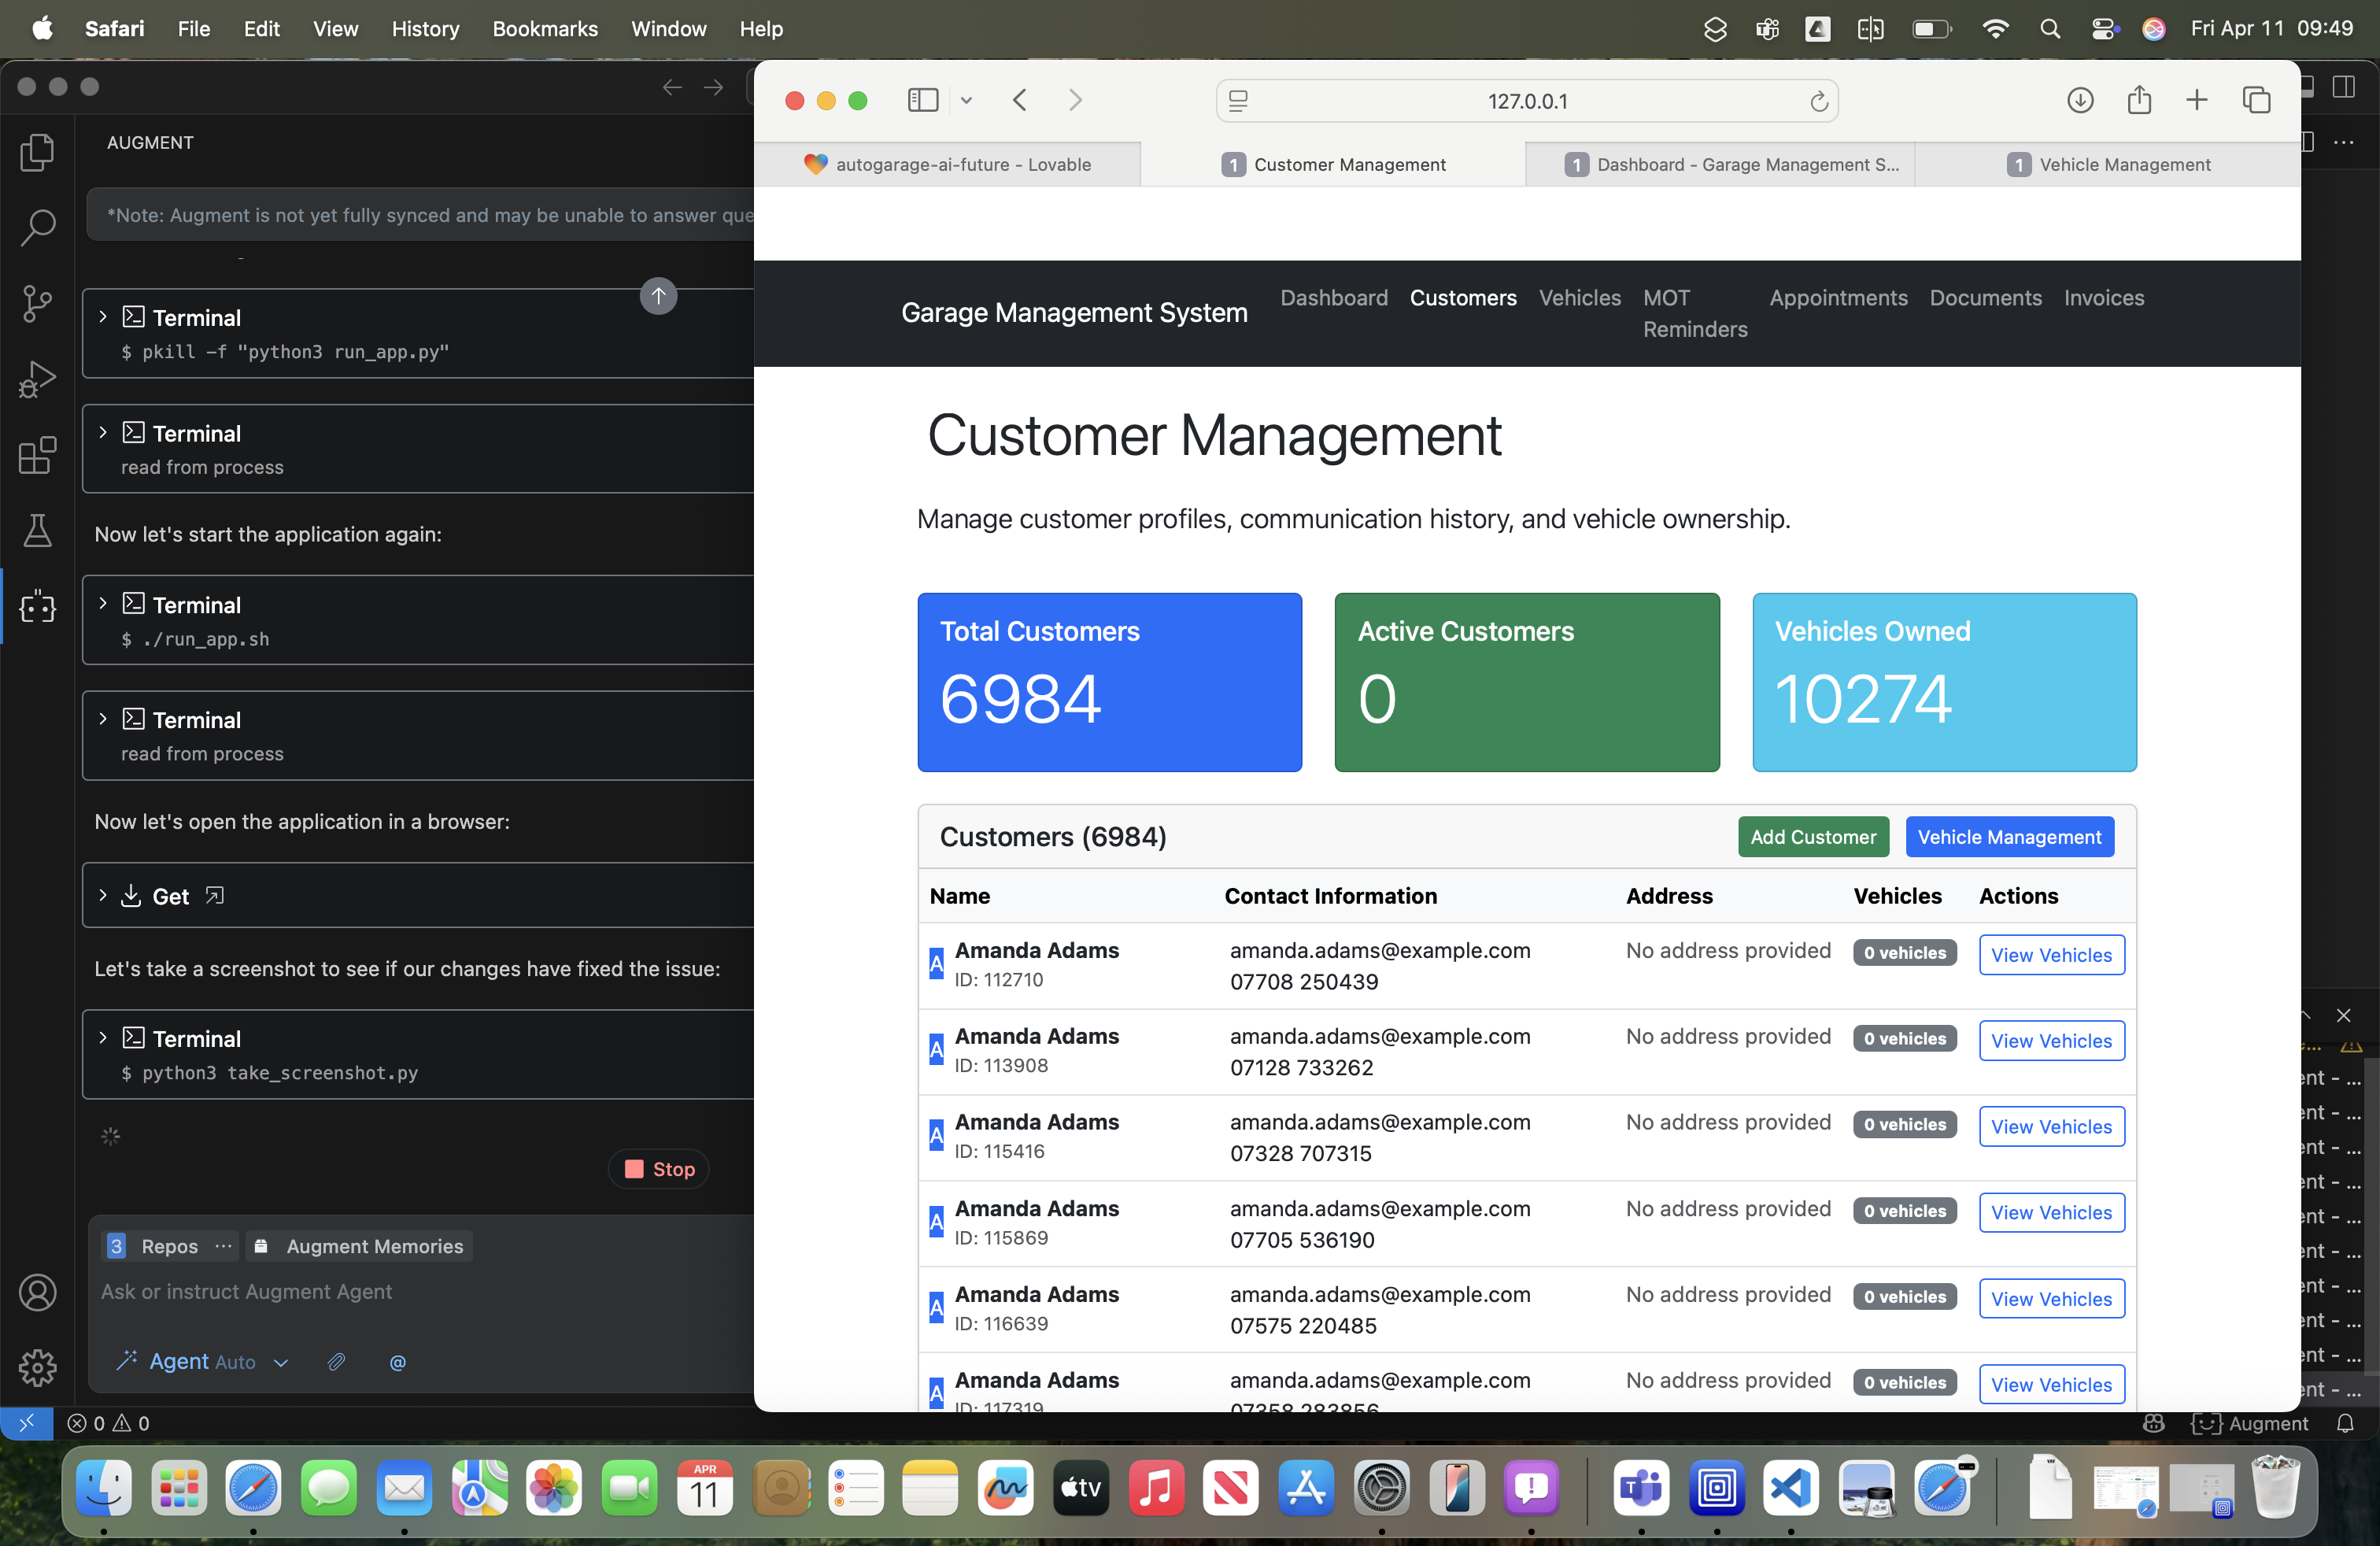 Safari File Edit View History Bookmarks Window Help Fri Apr 11 09:49
AUGMENT
*Note: Augment is not yet fully synced and may be unable to answer que
Terminal
$ pkill -f "python3 run_app.py"
Terminal
read from process
Now let's start the application again:
Terminal
$ ./run_app.sh
Terminal
read from process
Now let's open the application in a browser:
Get
Let's take a screenshot to see if our changes have fixed the issue:
Terminal
$ python3 take_screenshot.py
Stop
3 Repos ... Augment Memories
Ask or instruct Augment Agent
Agent Auto @
0 0
127.0.0.1
autogarage-ai-future - Lovable
1 Customer Management
1 Dashboard - Garage Management S...
1 Vehicle Management
Garage Management System
Dashboard Customers Vehicles MOT Reminders Appointments Documents Invoices
Customer Management
Manage customer profiles, communication history, and vehicle ownership.
Total Customers
6984
Active Customers
0
Vehicles Owned
10274
Customers (6984) Add Customer Vehicle Management
Name Contact Information Address Vehicles Actions
A Amanda Adams amanda.adams@example.com No address provided 0 vehicles View Vehicles
ID: 112710 07708 250439
A Amanda Adams amanda.adams@example.com No address provided 0 vehicles View Vehicles
ID: 113908 07128 733262
A Amanda Adams amanda.adams@example.com No address provided 0 vehicles View Vehicles
ID: 115416 07328 707315
A Amanda Adams amanda.adams@example.com No address provided 0 vehicles View Vehicles
ID: 115869 07705 536190
A Amanda Adams amanda.adams@example.com No address provided 0 vehicles View Vehicles
ID: 116639 07575 220485
A Amanda Adams amanda.adams@example.com No address provided 0 vehicles View Vehicles
ID: 117319 07358 283856
ent - ...
ent - ...
ent - ...
ent - ...
ent - ...
ent - ...
ent - ...
ent - ...
ent - ...
ent - ...
Augment
APR
11
tv